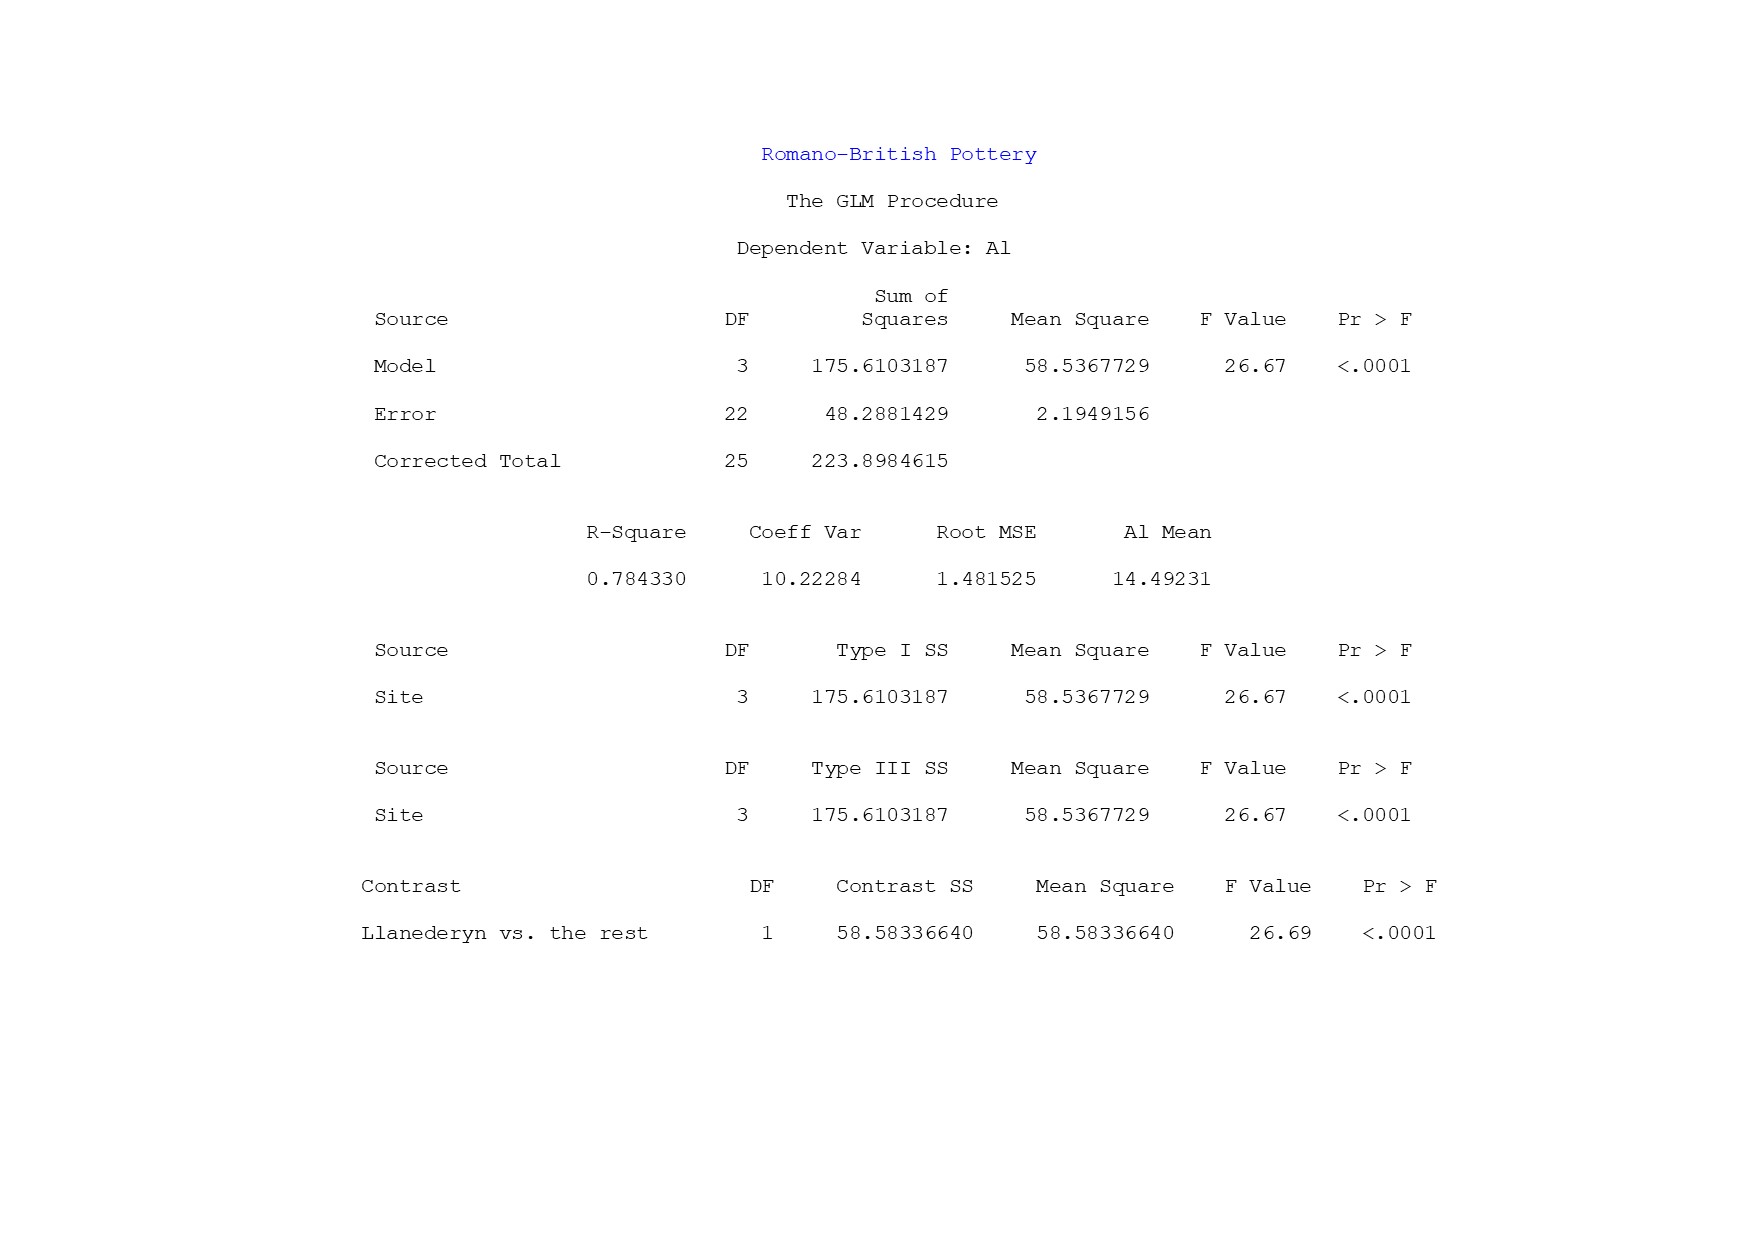 Romano-British Pottery
The GLM Procedure
Dependent Variable: Al
Sum of
Source DF Squares Mean Square F Value Pr > F
Model 3 175.6103187 58.5367729 26.67 <.0001
Error 22 48.2881429 2.1949156
Corrected Total 25 223.8984615
R-Square Coeff Var Root MSE Al Mean
0.784330 10.22284 1.481525 14.49231
Source DF Type I SS Mean Square F Value Pr > F
Site 3 175.6103187 58.5367729 26.67 <.0001
Source DF Type III SS Mean Square F Value Pr > F
Site 3 175.6103187 58.5367729 26.67 <.0001
Contrast DF Contrast SS Mean Square F Value Pr > F
Llanederyn vs. the rest 1 58.58336640 58.58336640 26.69 <.0001